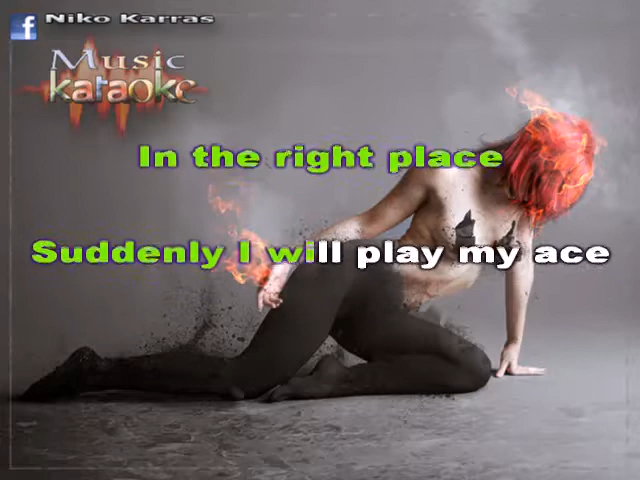 Niko Karras
Music
karaoke
In the right place
Suddenly I will play my ace